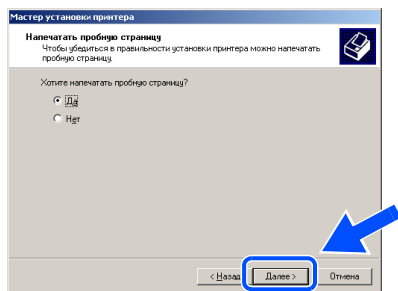 Мастер установки принтера
Напечатать пробную страницу
Чтобы убедиться в правильности установки принтера можно напечатать
пробную страницу.
Хотите напечатать пробную страницу?
Да
Нет
< Назад
Далее >
Отмена